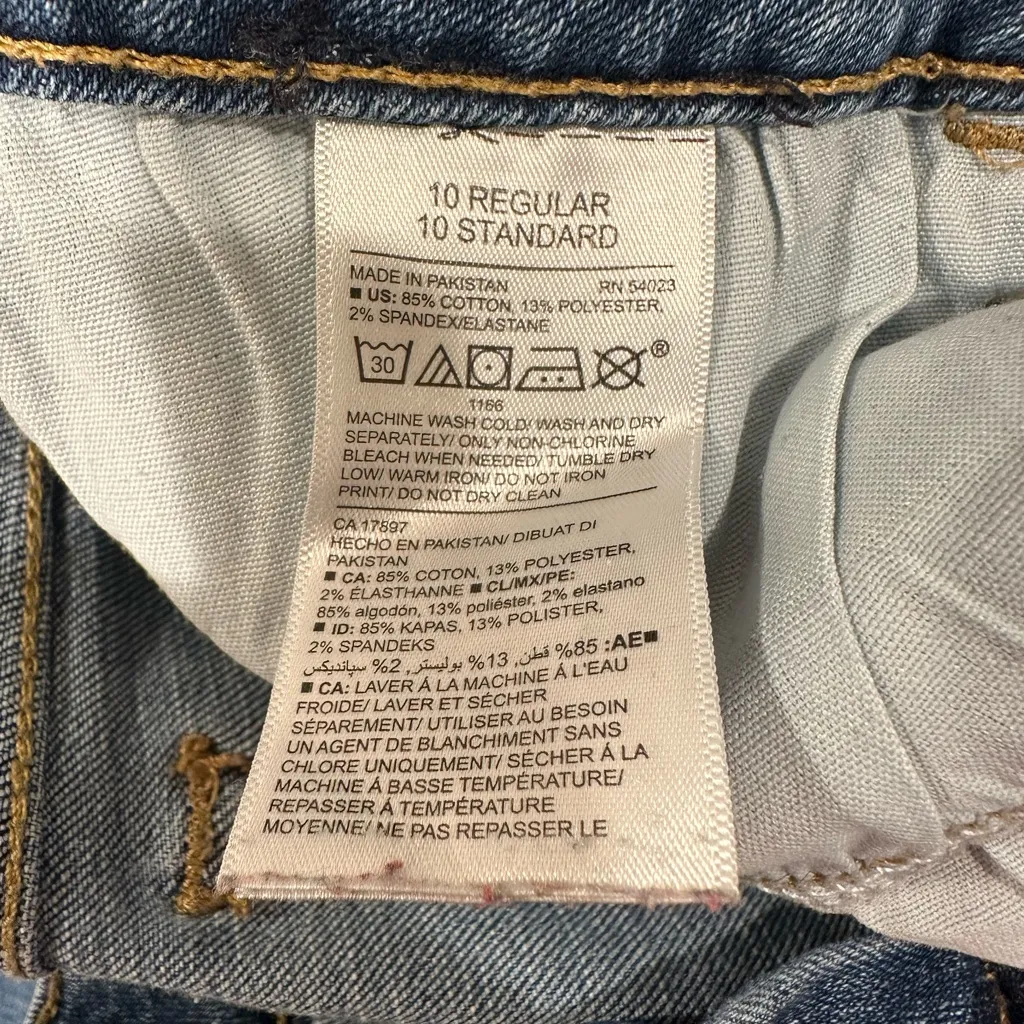 10 REGULAR
10 STANDARD
MADE IN PAKISTAN RN 54023
■ US: 85% COTTON, 13% POLYESTER,
2% SPANDEX/ELASTANE
30
®
1166
MACHINE WASH COLD/ WASH AND DRY
SEPARATELY/ ONLY NON-CHLORINE
BLEACH WHEN NEEDED/ TUMBLE DRY
LOW/ WARM IRON/ DO NOT IRON
PRINT/ DO NOT DRY CLEAN
CA 17897
HECHO EN PAKISTAN/ DIBUAT DI
PAKISTAN
■ CA: 85% COTON, 13% POLYESTER,
2% ÉLASTHANNE ■ CL/MX/PE:
85% algodón, 13% poliéster, 2% elastano
■ ID: 85% KAPAS, 13% POLISTER,
2% SPANDEKS
■AE: 85% قطن, 13% بوليستر, 2% سپانديكس
■ CA: LAVER Á LA MACHINE Á L'EAU
FROIDE/ LAVER ET SÉCHER
SÉPAREMENT/ UTILISER AU BESOIN
UN AGENT DE BLANCHIMENT SANS
CHLORE UNIQUEMENT/ SÉCHER Á LA
MACHINE Á BASSE TEMPÉRATURE/
REPASSER Á TEMPÉRATURE
MOYENNE/ NE PAS REPASSER LE